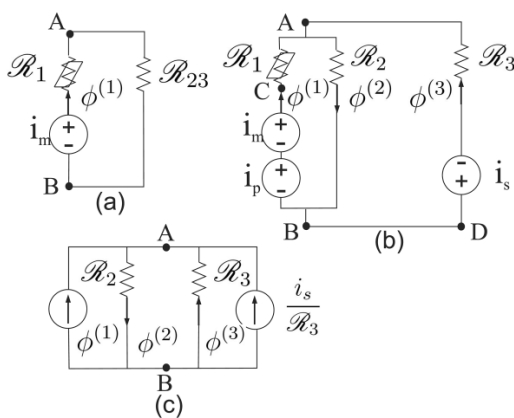 A
ℛ₁
ϕ⁽¹⁾
ℛ₂₃
iₘ
+
-
B
(a)
A
ℛ₁
ℛ₂
ℛ₃
C
ϕ⁽¹⁾
ϕ⁽²⁾
ϕ⁽³⁾
iₘ
+
-
iₚ
+
-
-
+
iₛ
B
(b)
D
A
ℛ₂
ℛ₃
iₛ/ℛ₃
ϕ⁽¹⁾
ϕ⁽²⁾
ϕ⁽³⁾
B
(c)